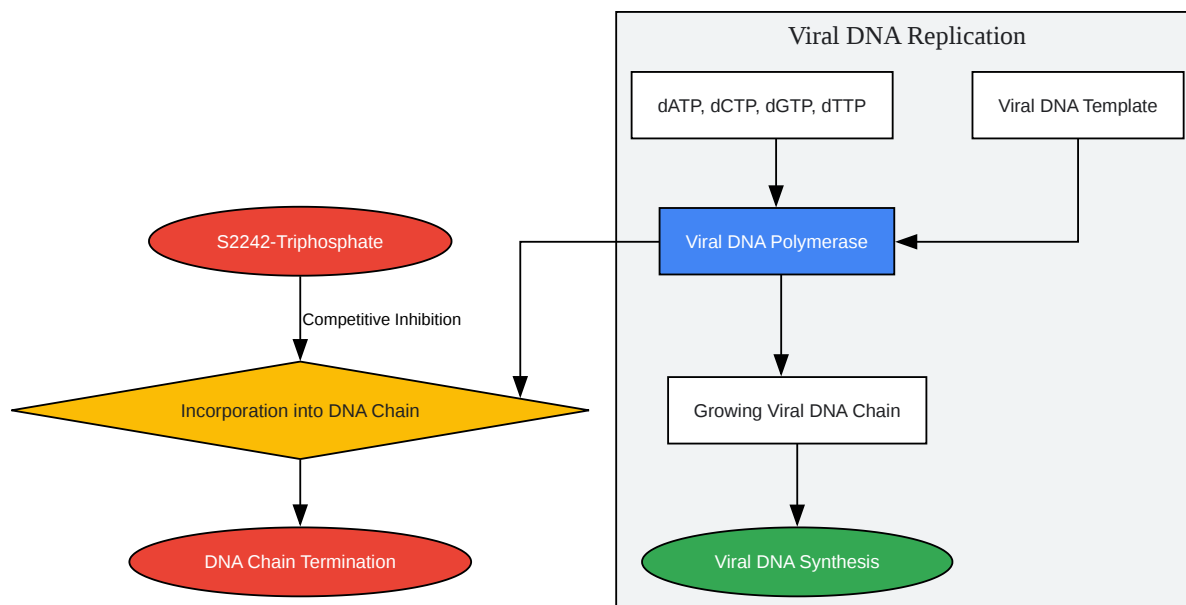 Viral DNA Replication
dATP, dCTP, dGTP, dTTP
Viral DNA Template
S2242-Triphosphate
Viral DNA Polymerase
Competitive Inhibition
Incorporation into DNA Chain
Growing Viral DNA Chain
DNA Chain Termination
Viral DNA Synthesis